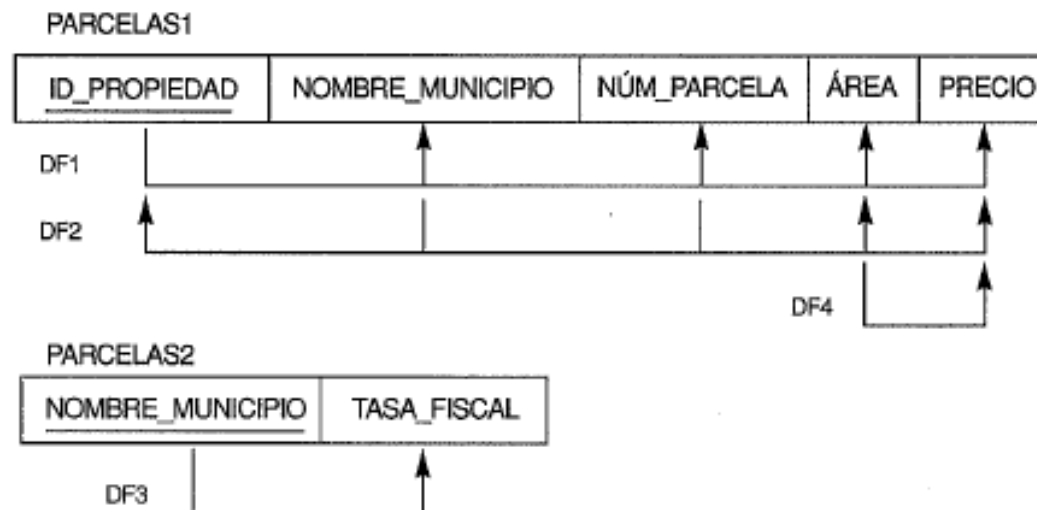 PARCELAS1
ID_PROPIEDAD NOMBRE_MUNICIPIO NÚM_PARCELA ÁREA PRECIO
DF1
DF2
DF4
PARCELAS2
NOMBRE_MUNICIPIO TASA_FISCAL
DF3